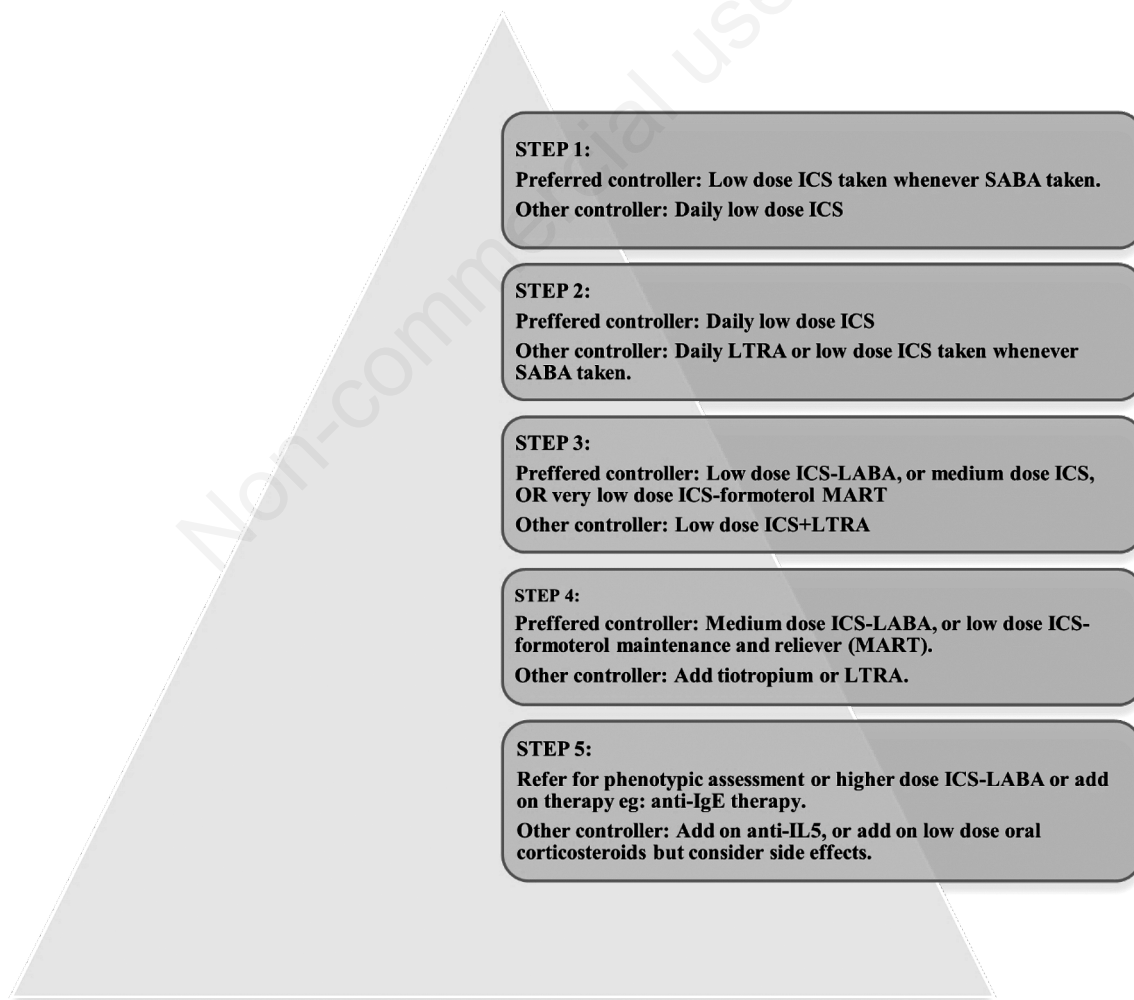 Non-commercial use
STEP 1:
Preferred controller: Low dose ICS taken whenever SABA taken.
Other controller: Daily low dose ICS
STEP 2:
Preffered controller: Daily low dose ICS
Other controller: Daily LTRA or low dose ICS taken whenever
SABA taken.
STEP 3:
Preffered controller: Low dose ICS-LABA, or medium dose ICS,
OR very low dose ICS-formoterol MART
Other controller: Low dose ICS+LTRA
STEP 4:
Preffered controller: Medium dose ICS-LABA, or low dose ICS-
formoterol maintenance and reliever (MART).
Other controller: Add tiotropium or LTRA.
STEP 5:
Refer for phenotypic assessment or higher dose ICS-LABA or add
on therapy eg: anti-IgE therapy.
Other controller: Add on anti-IL5, or add on low dose oral
corticosteroids but consider side effects.